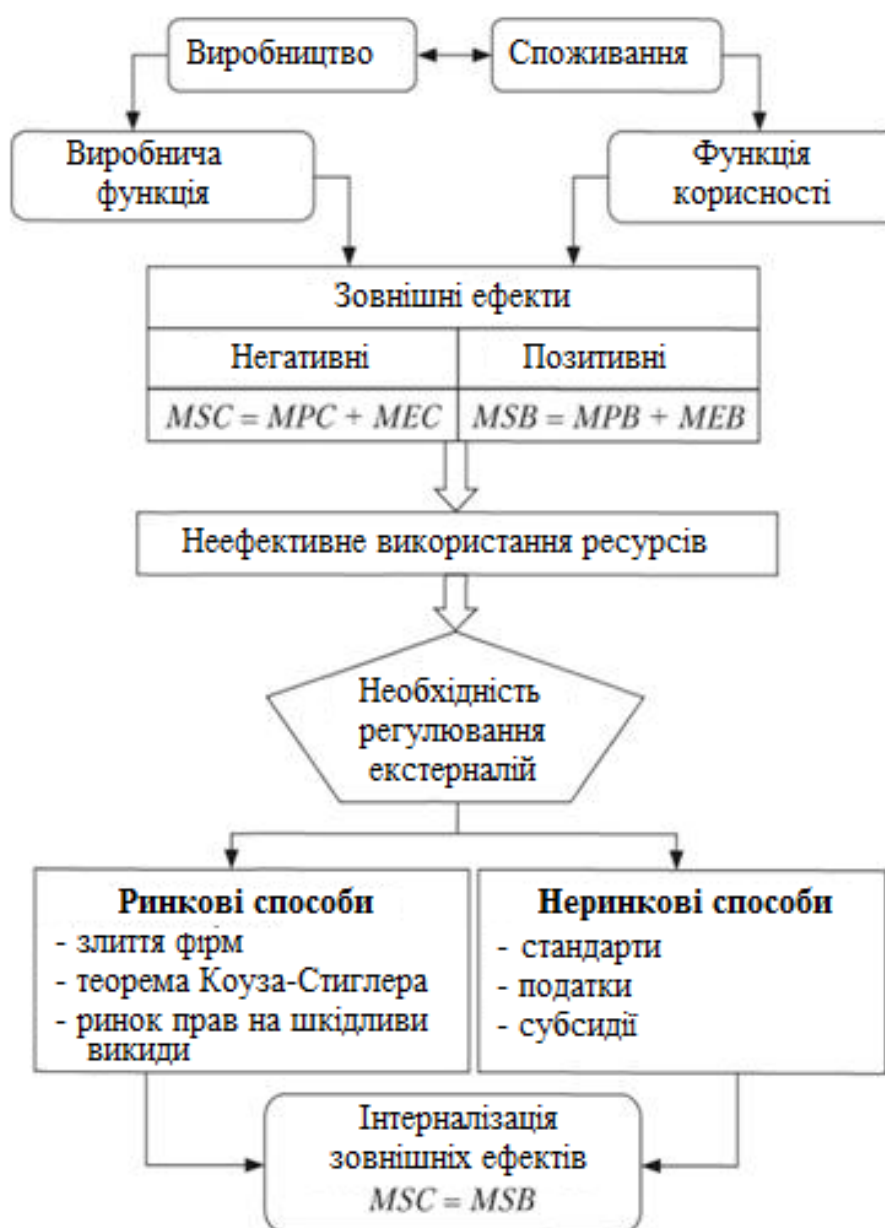 Виробництво
Споживання
Виробнича
функція
Функція
корисності
Зовнішні ефекти
Негативні
Позитивні
MSC = MPC + MEC
MSB = MPB + MEB
Неефективне використання ресурсів
Необхідність
регулювання
екстерналій
Ринкові способи
- злиття фірм
- теорема Коуза-Стиглера
- ринок прав на шкідливи
викиди
Неринкові способи
- стандарти
- податки
- субсидії
Інтерналізація
зовнішніх ефектів
MSC = MSB